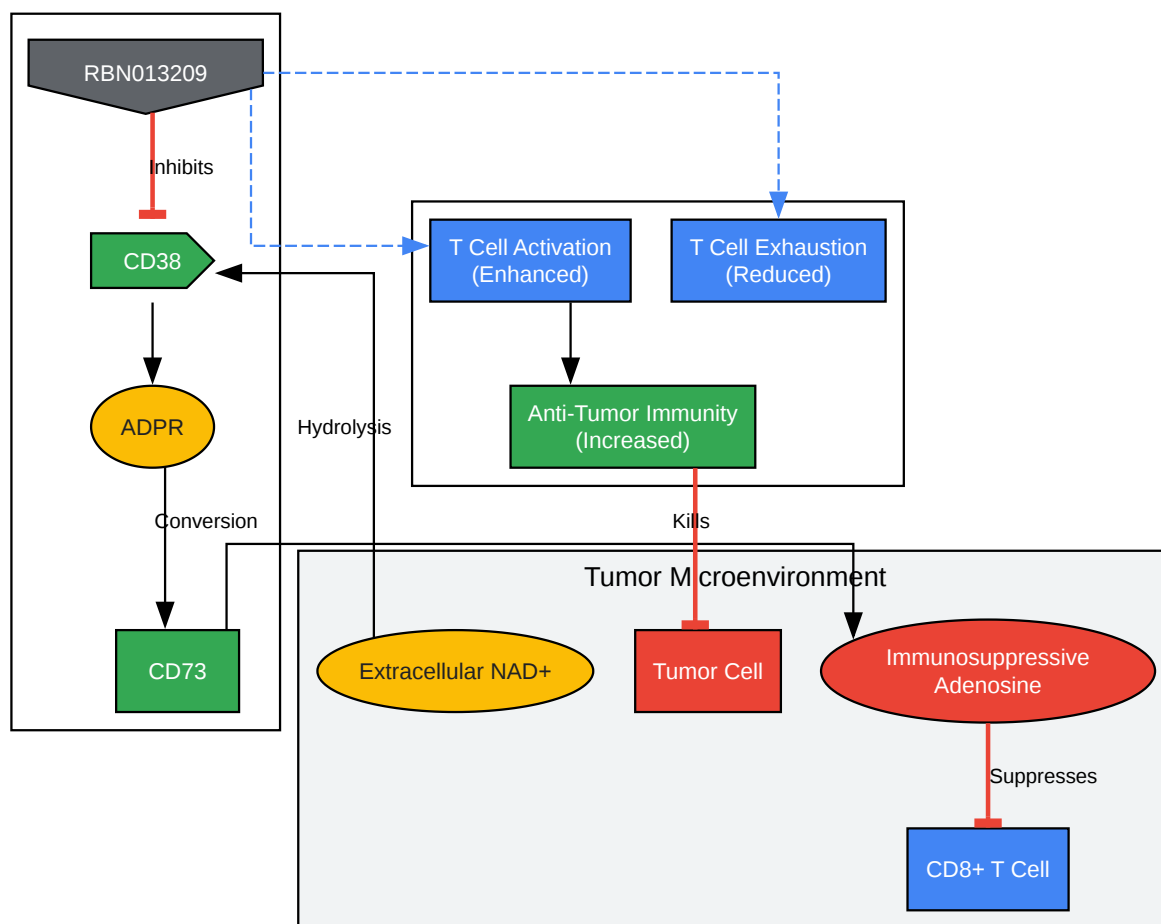 RBN013209
Inhibits
CD38
T Cell Activation
(Enhanced)
T Cell Exhaustion
(Reduced)
ADPR
Hydrolysis
Anti-Tumor Immunity
(Increased)
Conversion
Kills
Tumor Microenvironment
CD73
Extracellular NAD+
Tumor Cell
Immunosuppressive
Adenosine
Suppresses
CD8+ T Cell